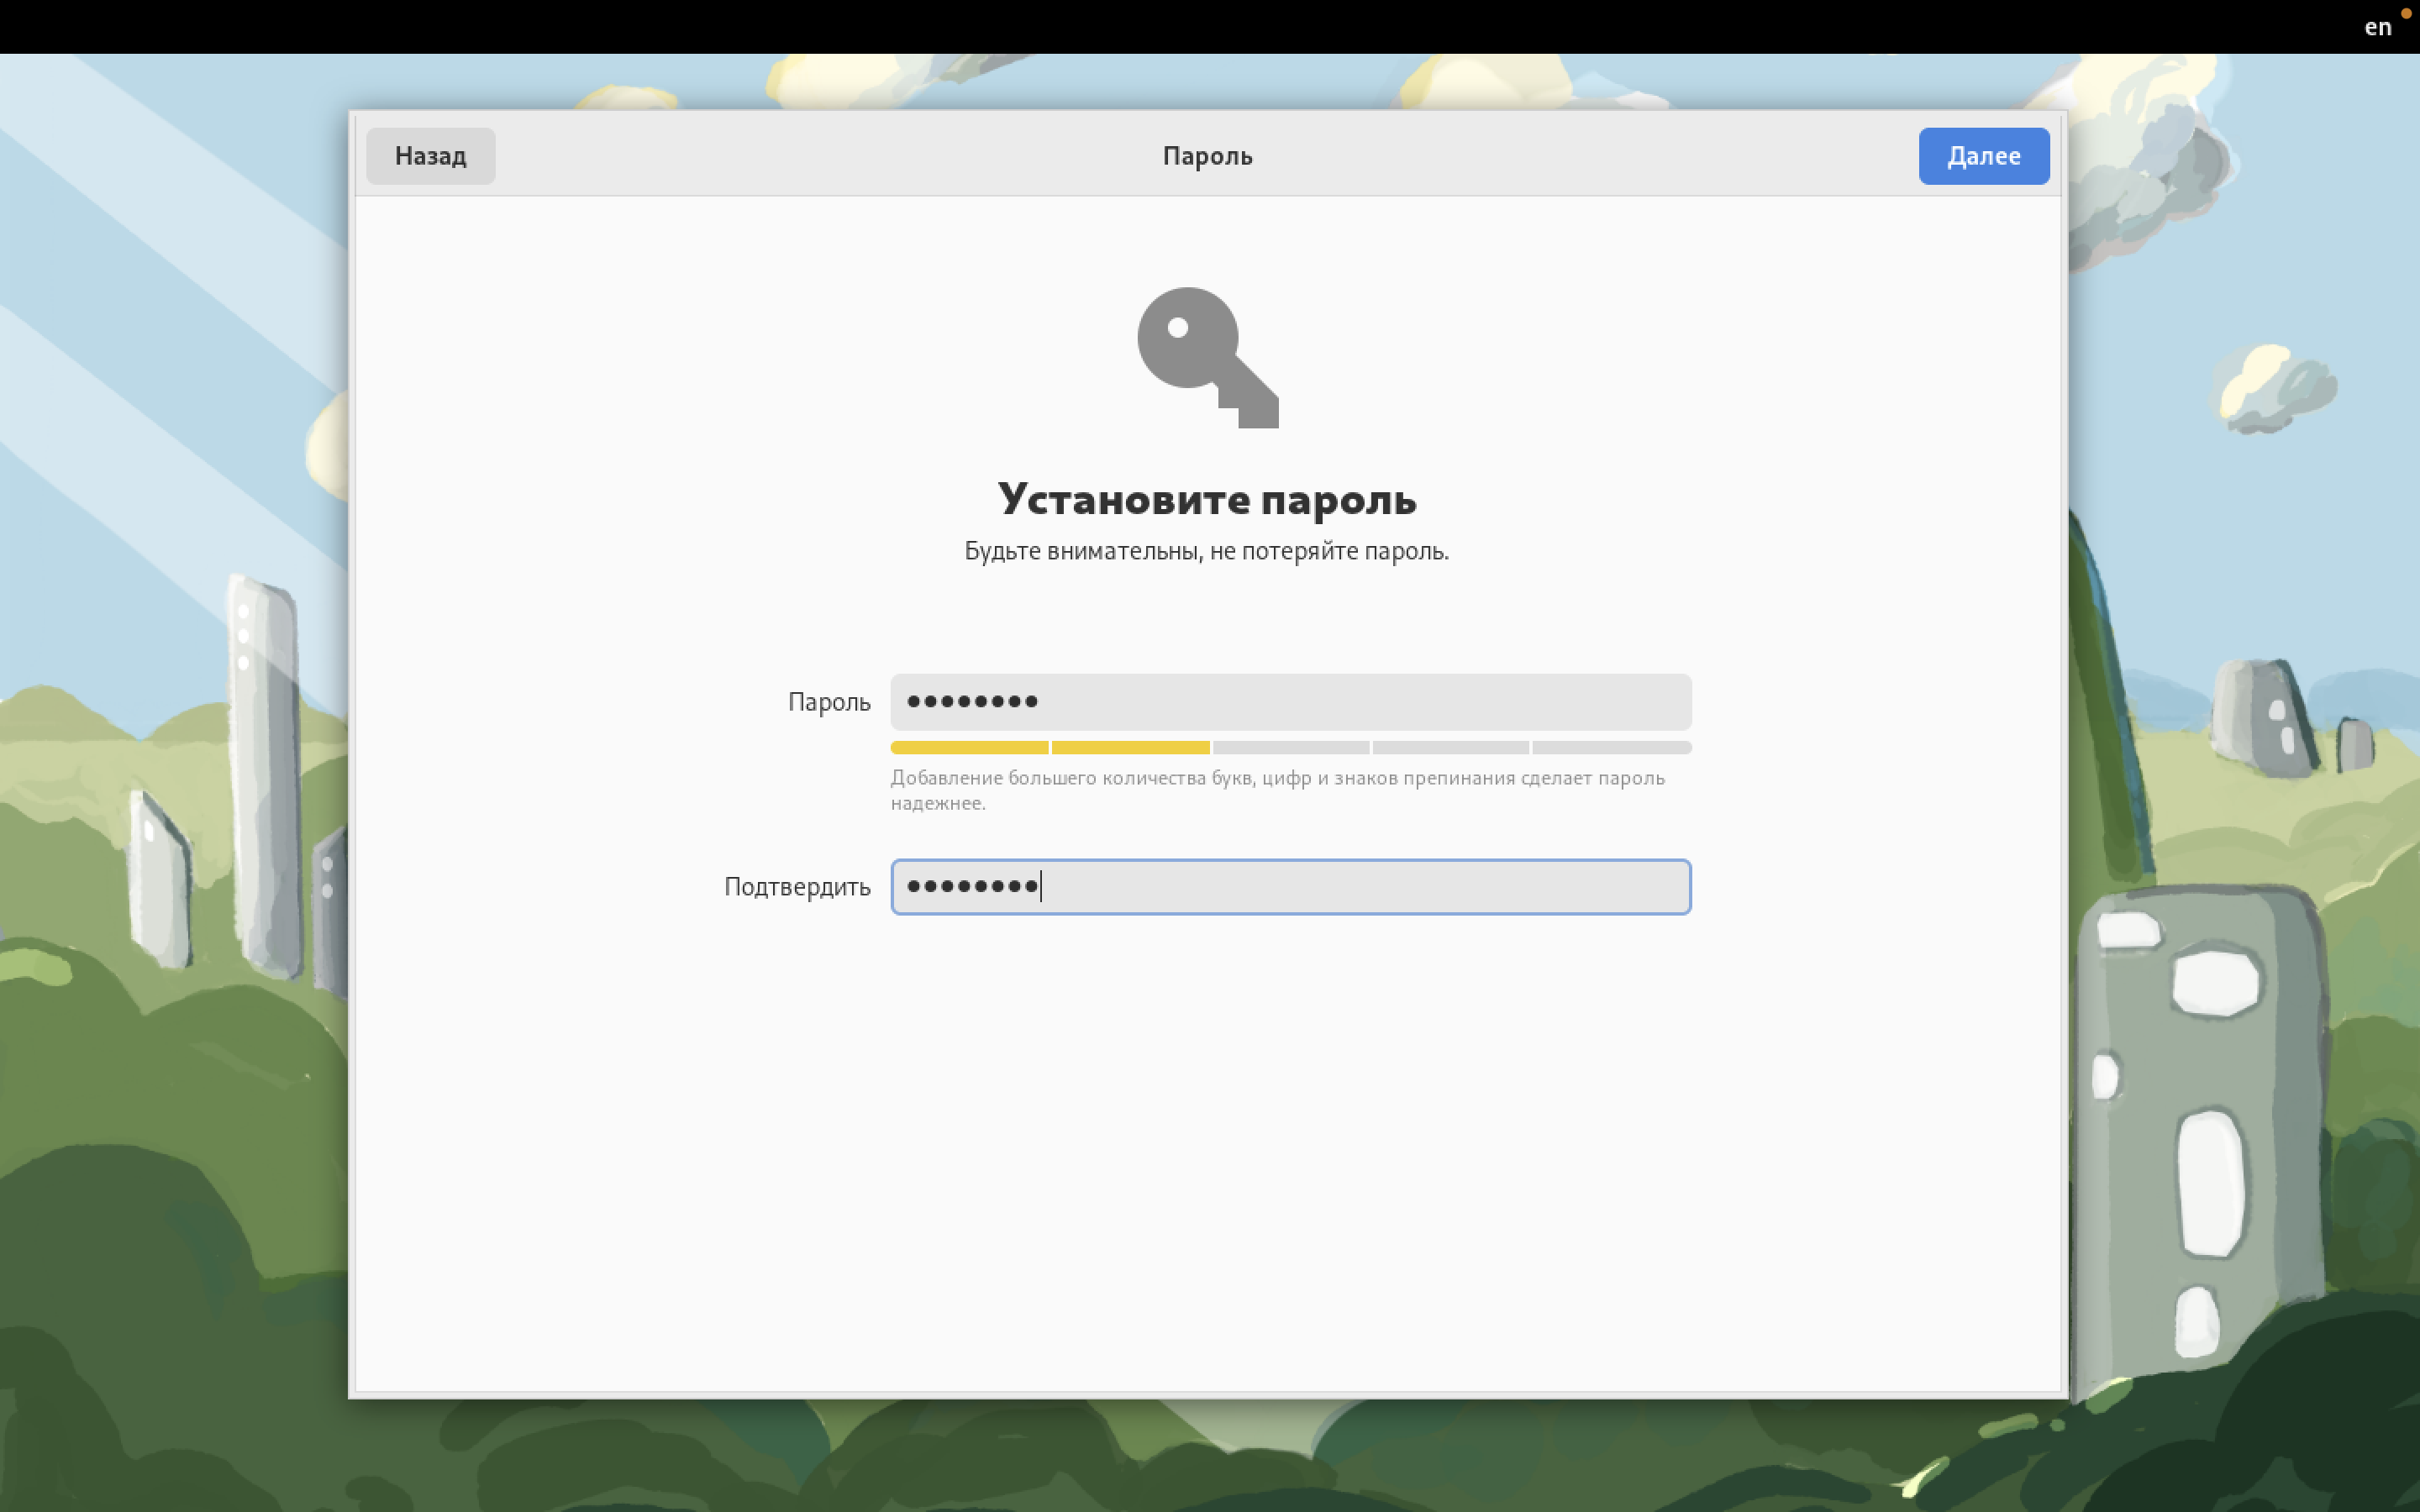 en
Назад
Пароль
Далее
Установите пароль
Будьте внимательны, не потеряйте пароль.
Пароль
Добавление большего количества букв, цифр и знаков препинания сделает пароль
надежнее.
Подтвердить